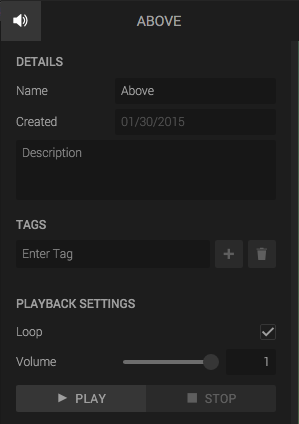 ABOVE
DETAILS
Name Above
Created 01/30/2015
Description
TAGS
Enter Tag
PLAYBACK SETTINGS
Loop
Volume 1
PLAY STOP